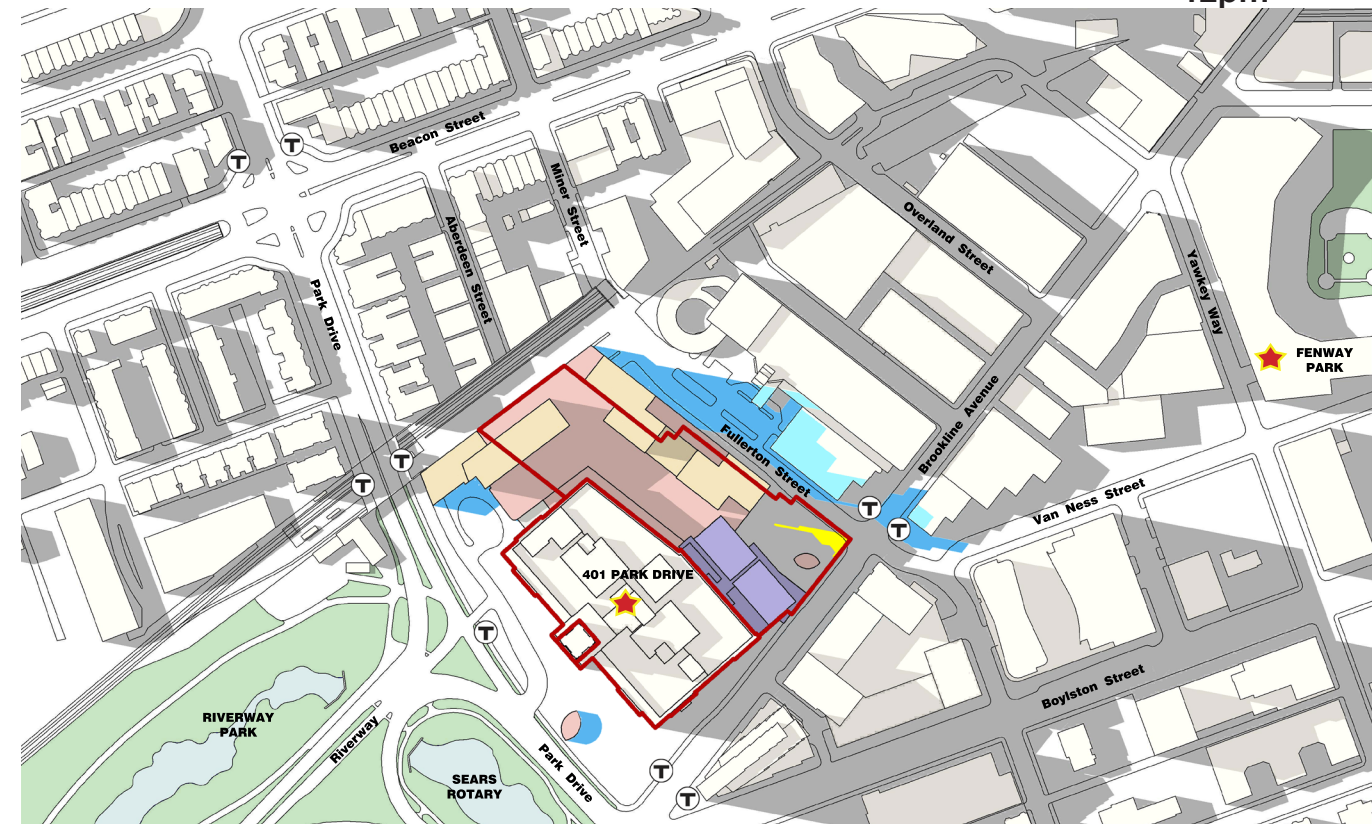 Beacon Street
Miner Street
Aberdeen Street
Overland Street
Yawkey Way
Park Drive
FENWAY
PARK
Brookline Avenue
Fullerton Street
Van Ness Street
401 PARK DRIVE
Boylston Street
RIVERWAY
PARK
Riverway
Park Drive
SEARS
ROTARY
T
T
T
T
T
T
T
T
T